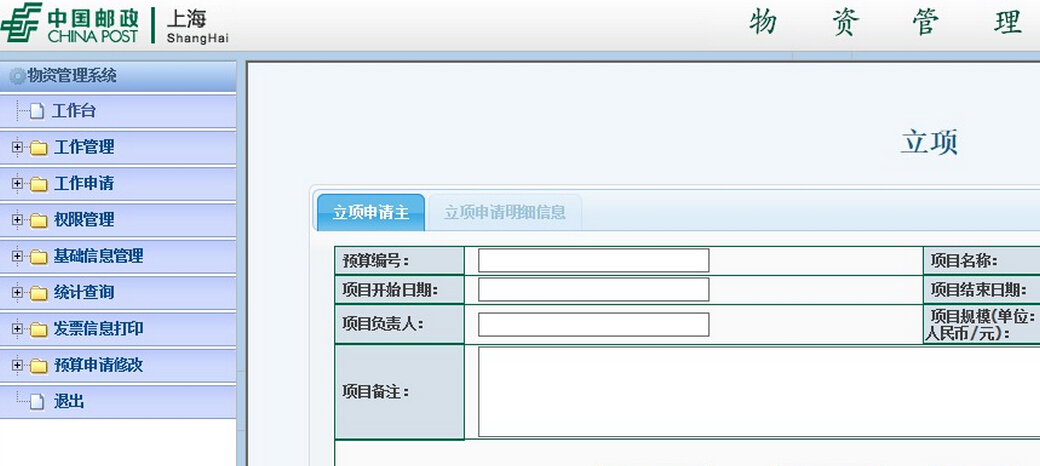 中国邮政
CHINA POST
上海
ShangHai
物 资 管 理
物资管理系统
工作台
工作管理
工作申请
权限管理
基础信息管理
统计查询
发票信息打印
预算申请修改
退出
立项
立项申请主 立项申请明细信息
预算编号： 项目名称：
项目开始日期： 项目结束日期：
项目负责人： 项目规模(单位：
人民币/元)：
项目备注：